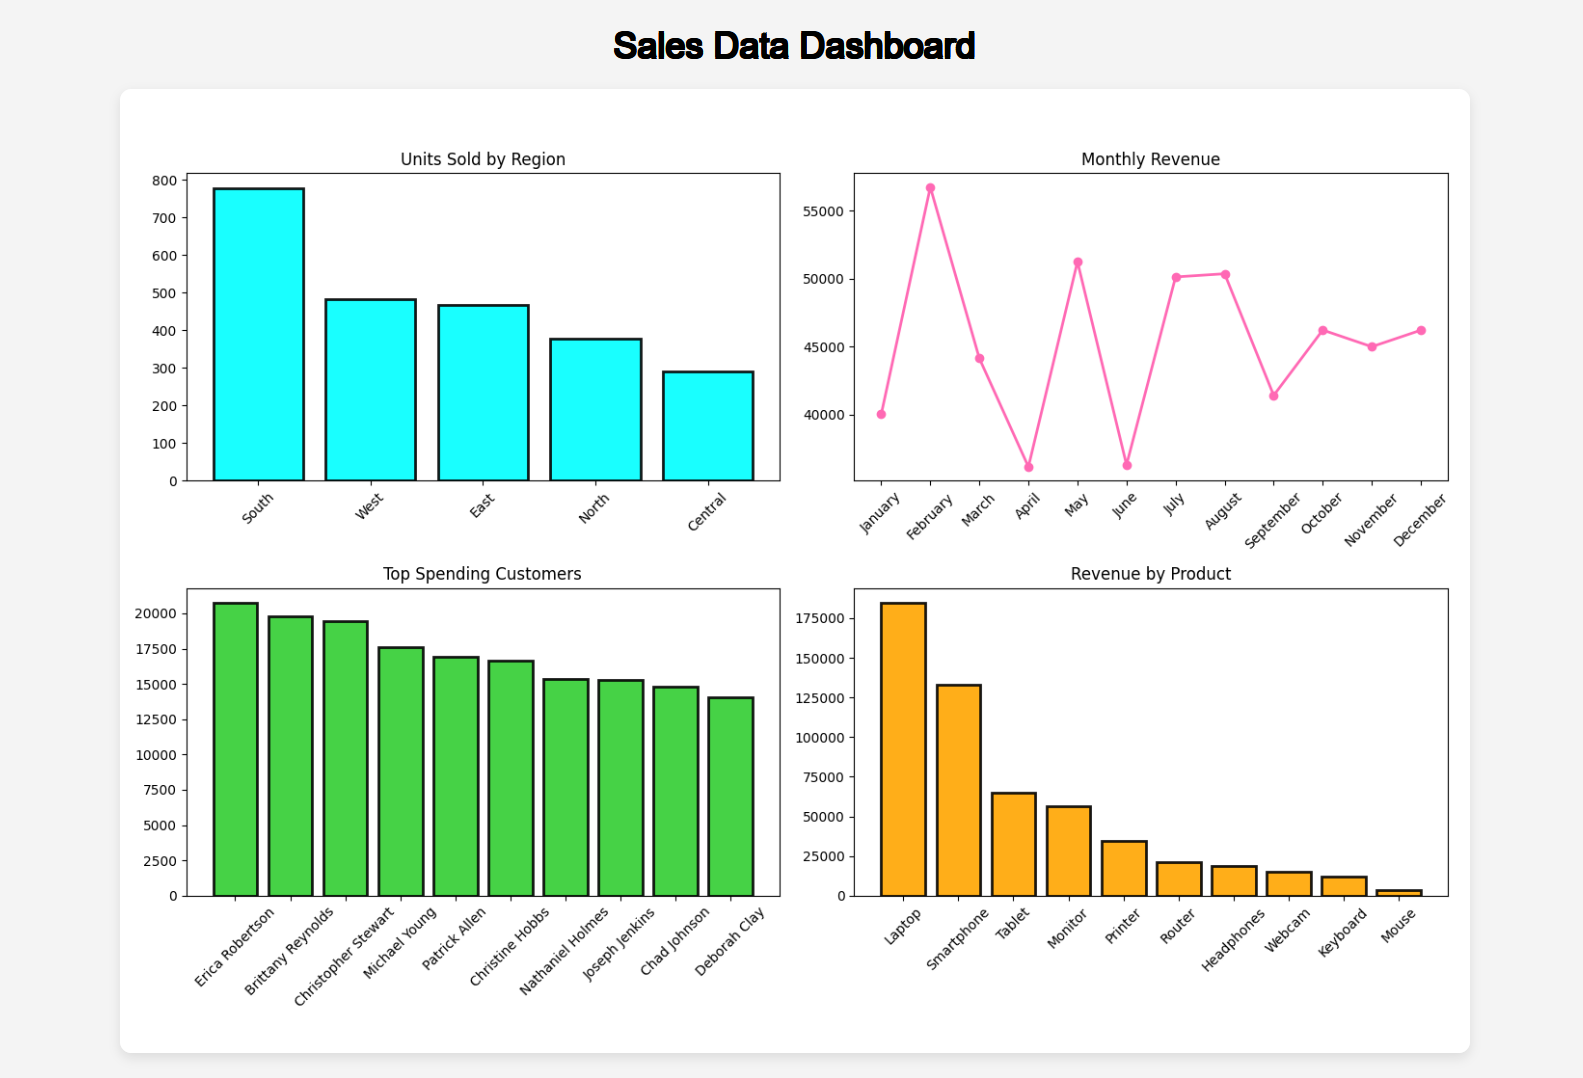 Sales Data Dashboard
Units Sold by Region
800
700
600
500
400
300
200
100
0
South
West
East
North
Central
Monthly Revenue
55000
50000
45000
40000
January
February
March
April
May
June
July
August
September
October
November
December
Top Spending Customers
20000
17500
15000
12500
10000
7500
5000
2500
0
Erica Robertson
Brittany Reynolds
Christopher Stewart
Michael Young
Patrick Allen
Christine Hobbs
Nathaniel Holmes
Joseph Jenkins
Chad Johnson
Deborah Clay
Revenue by Product
175000
150000
125000
100000
75000
50000
25000
0
Laptop
Smartphone
Tablet
Monitor
Printer
Router
Headphones
Webcam
Keyboard
Mouse